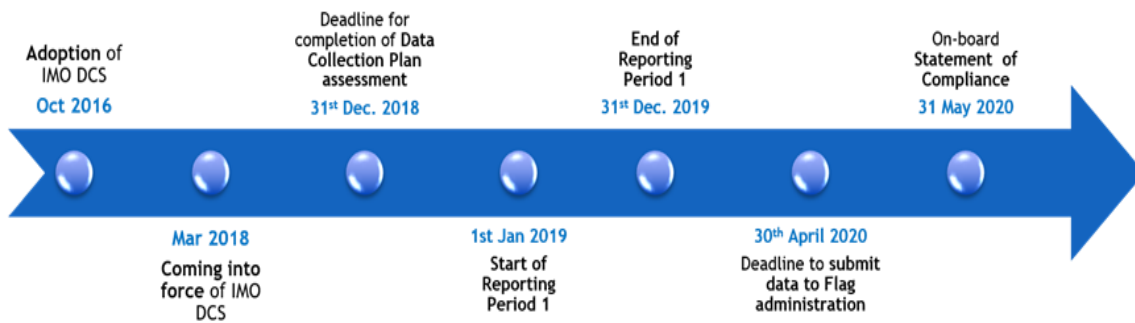 Adoption of
IMO DCS
Oct 2016
Deadline for
completion of Data
Collection Plan
assessment
31st Dec. 2018
End of
Reporting
Period 1
31st Dec. 2019
On-board
Statement of
Compliance
31 May 2020
Mar 2018
Coming into
force of IMO
DCS
1st Jan 2019
Start of
Reporting
Period 1
30th April 2020
Deadline to submit
data to Flag
administration